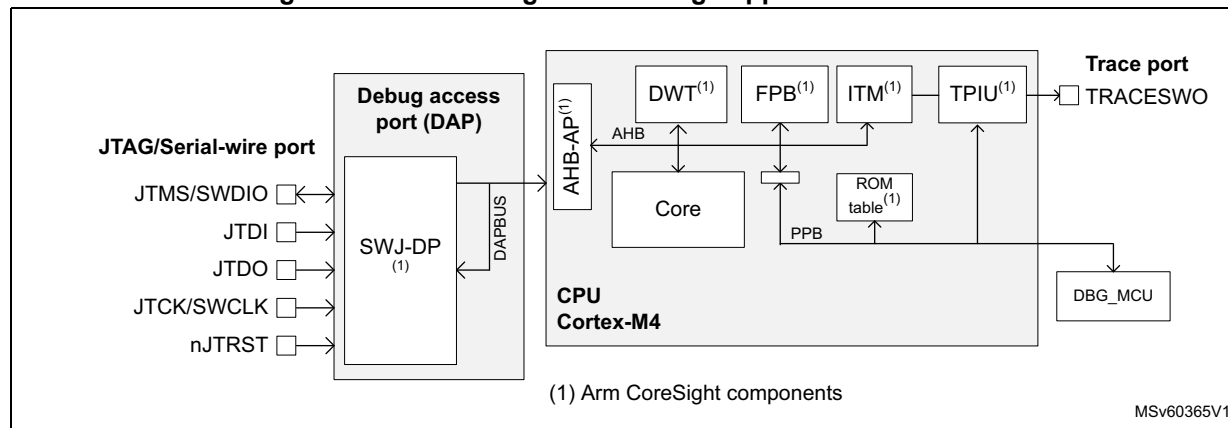 Debug access
port (DAP)
JTAG/Serial-wire port
JTMS/SWDIO
JTDI
JTDO
JTCK/SWCLK
nJTRST
SWJ-DP
(1)
DAPBUS
AHB-AP(1)
AHB
DWT(1)
FPB(1)
ITM(1)
TPIU(1)
Trace port
TRACESWO
Core
ROM
table(1)
PPB
CPU
Cortex-M4
DBG_MCU
(1) Arm CoreSight components
MSv60365V1